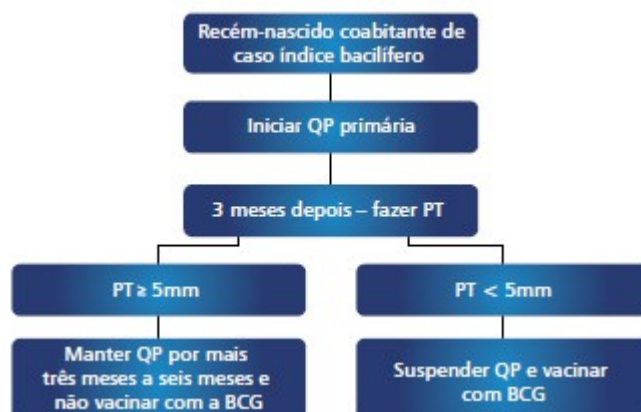 Recém-nascido coabitante de
caso índice bacilífero
Iniciar QP primária
3 meses depois – fazer PT
PT ≥ 5mm
PT < 5mm
Manter QP por mais
três meses a seis meses e
não vacinar com a BCG
Suspender QP e vacinar
com BCG